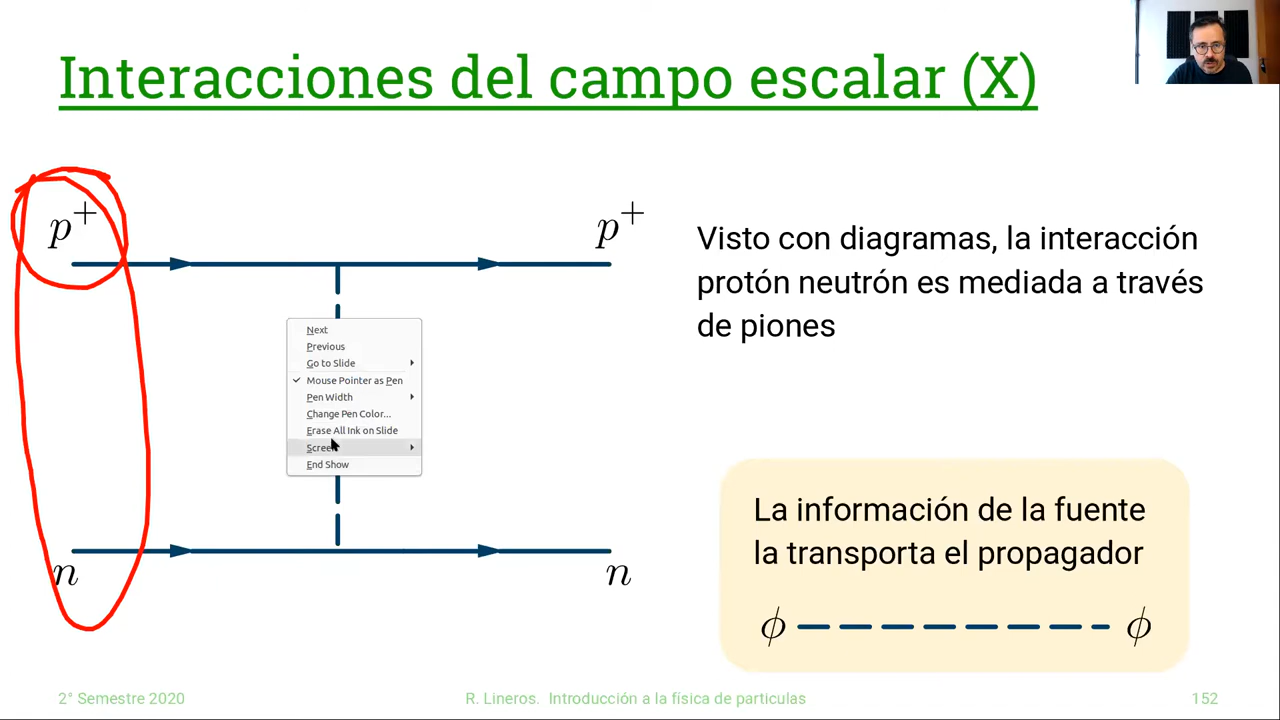 Interacciones del campo escalar (X)
p+
p+
Visto con diagramas, la interacción
protón neutrón es mediada a través
de piones
Next
Previous
Go to Slide
Mouse Pointer as Pen
Pen Width
Change Pen Color...
Erase All Ink on Slide
Screen
End Show
n
n
La información de la fuente
la transporta el propagador
ϕ ϕ
2° Semestre 2020
R. Lineros. Introducción a la física de particulas
152